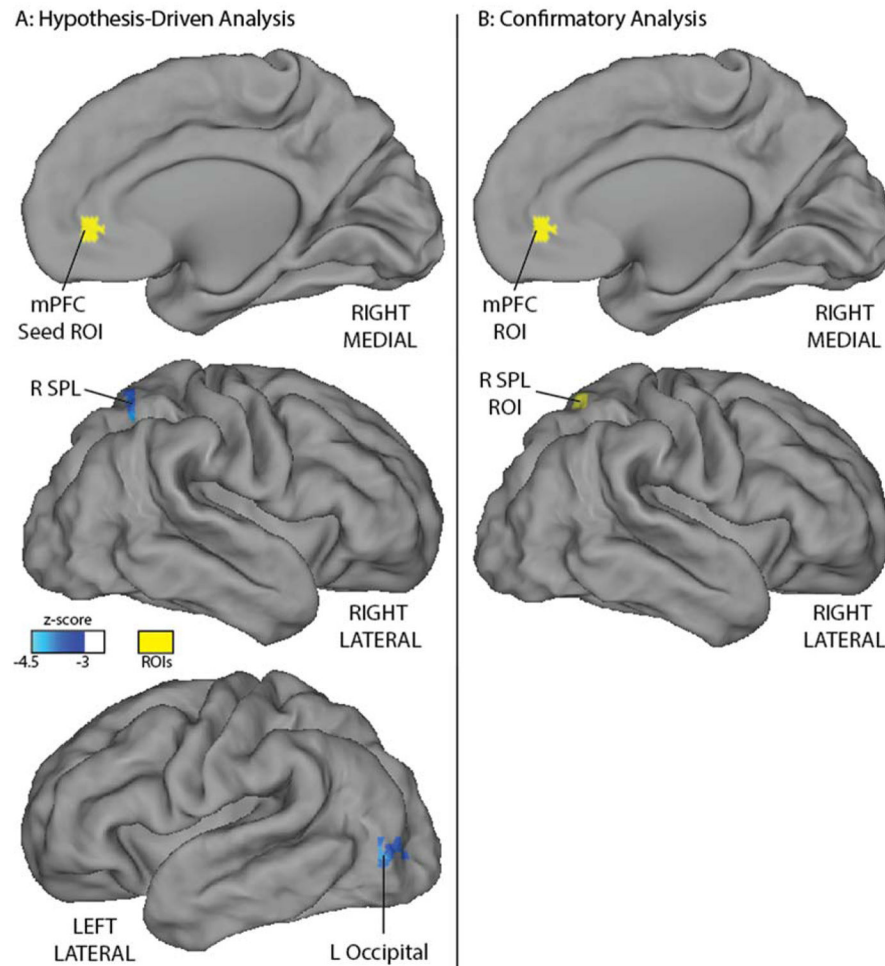 A: Hypothesis-Driven Analysis
mPFC
Seed ROI
RIGHT
MEDIAL
R SPL
RIGHT
LATERAL
z-score
-4.5 -3
ROIs
LEFT
LATERAL
L Occipital
B: Confirmatory Analysis
mPFC
ROI
RIGHT
MEDIAL
R SPL
ROI
RIGHT
LATERAL